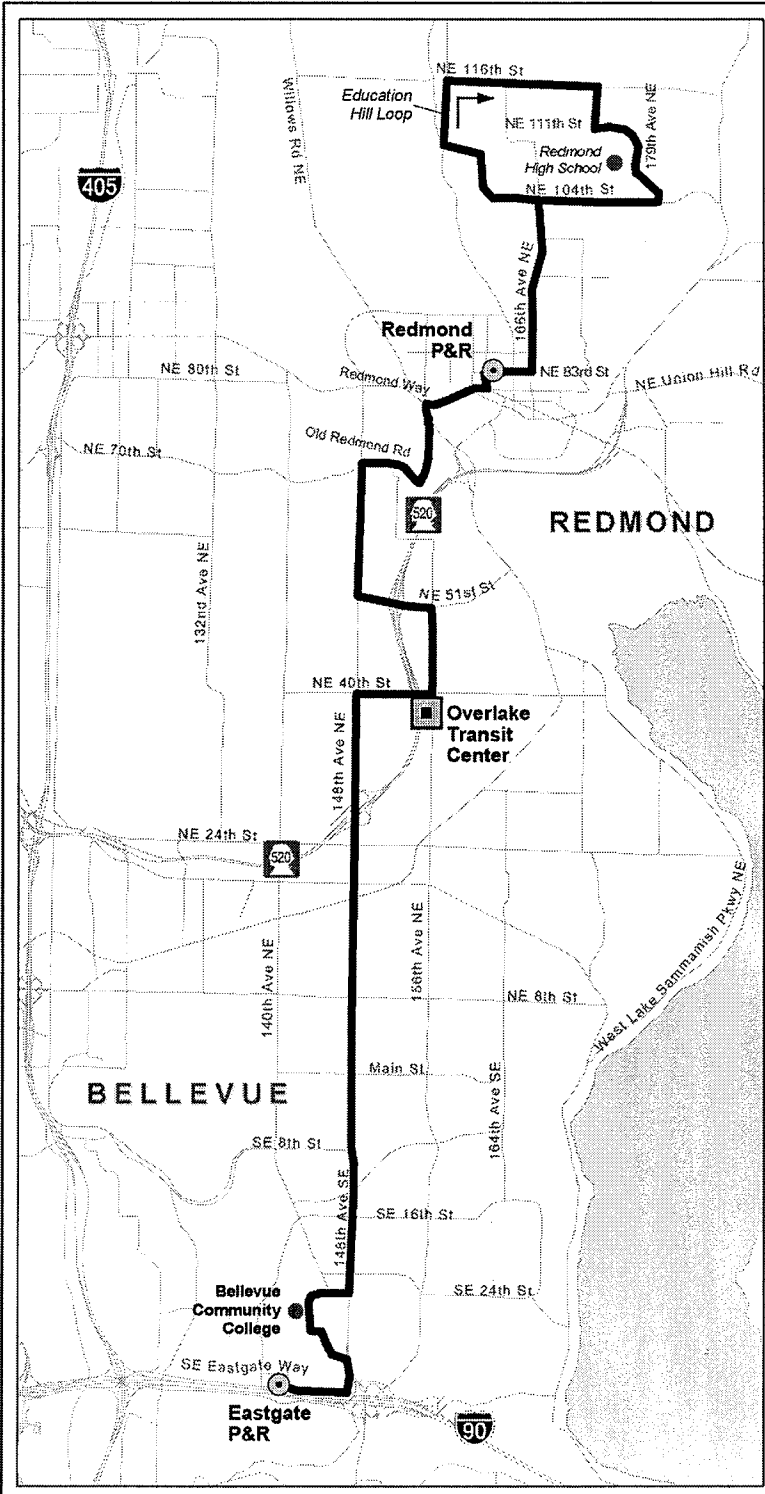 NE 116th St
Education
Hill Loop
Willows Rd NE
NE 111th St
179th Ave NE
Redmond
High School
405
NE 104th St
166th Ave NE
Redmond
P&R
NE 80th St
Redmond Way
NE 83rd St
NE Union Hill Rd
Old Redmond Rd
NE 70th St
520
REDMOND
132nd Ave NE
NE 51st St
NE 40th St
Overlake
Transit
Center
148th Ave NE
NE 24th St
520
140th Ave NE
156th Ave NE
NE 8th St
West Lake Sammamish Pkwy NE
Main St
BELLEVUE
164th Ave SE
SE 8th St
148th Ave SE
SE 16th St
Bellevue
Community
College
SE 24th St
SE Eastgate Way
Eastgate
P&R
90